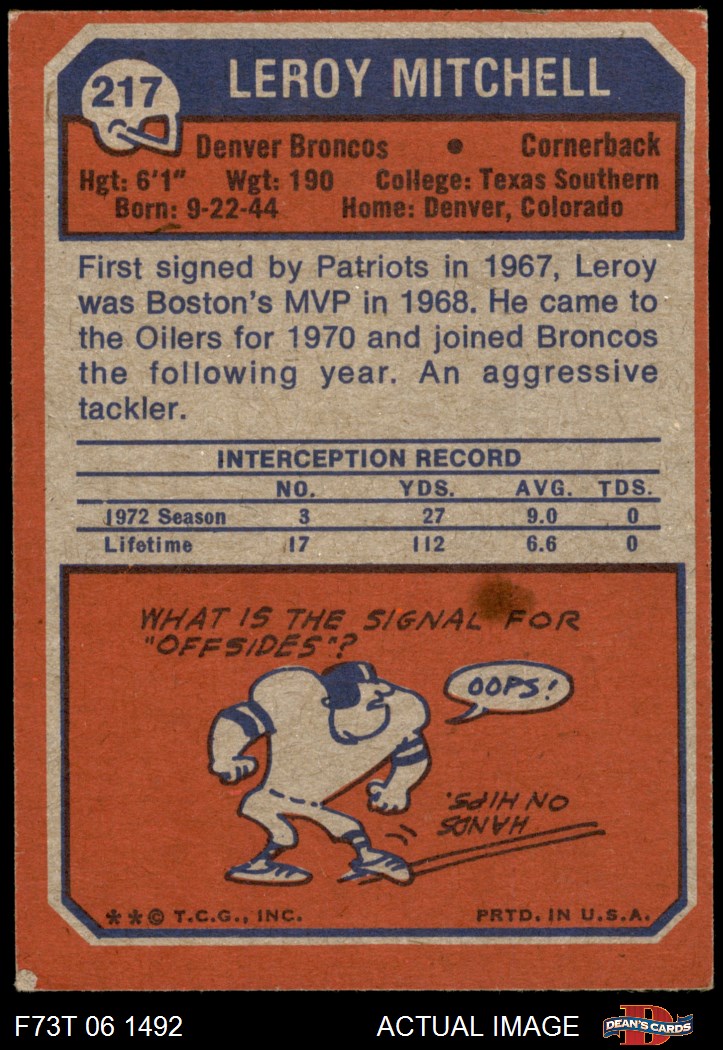 217
LEROY MITCHELL
Denver Broncos • Cornerback
Hgt: 6'1" Wgt: 190 College: Texas Southern
Born: 9-22-44 Home: Denver, Colorado
First signed by Patriots in 1967, Leroy
was Boston's MVP in 1968. He came to
the Oilers for 1970 and joined Broncos
the following year. An aggressive
tackler.
INTERCEPTION RECORD
NO. YDS. AVG. TDS.
1972 Season 3 27 9.0 0
Lifetime 17 112 6.6 0
WHAT IS THE SIGNAL FOR
"OFFSIDES"?
OOPS!
HANDS
ON HIPS.
**© T.C.G., INC. PRTD. IN U.S.A.
F73T 06 1492 ACTUAL IMAGE D DEAN'S CARDS